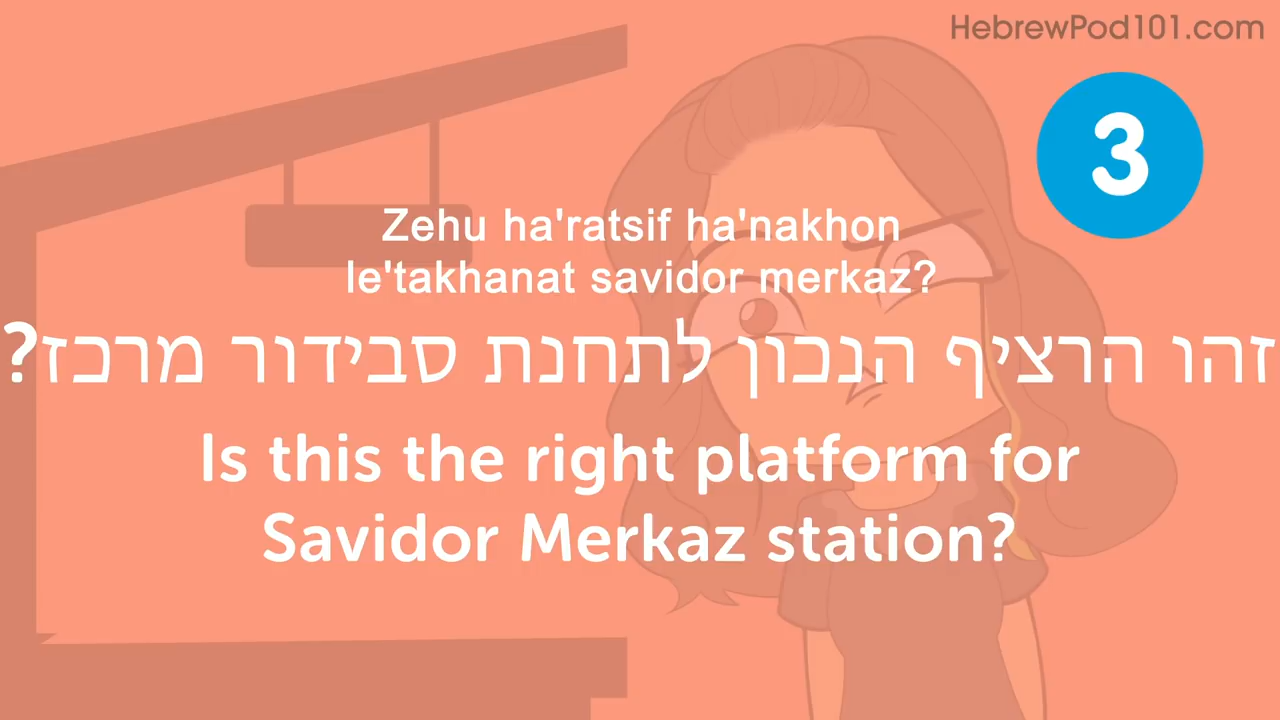 HebrewPod101.com
3
Zehu ha'ratsif ha'nakhon
le'takhanat savidor merkaz?
זהו הרציף הנכון לתחנת סבידור מרכז?
Is this the right platform for
Savidor Merkaz station?